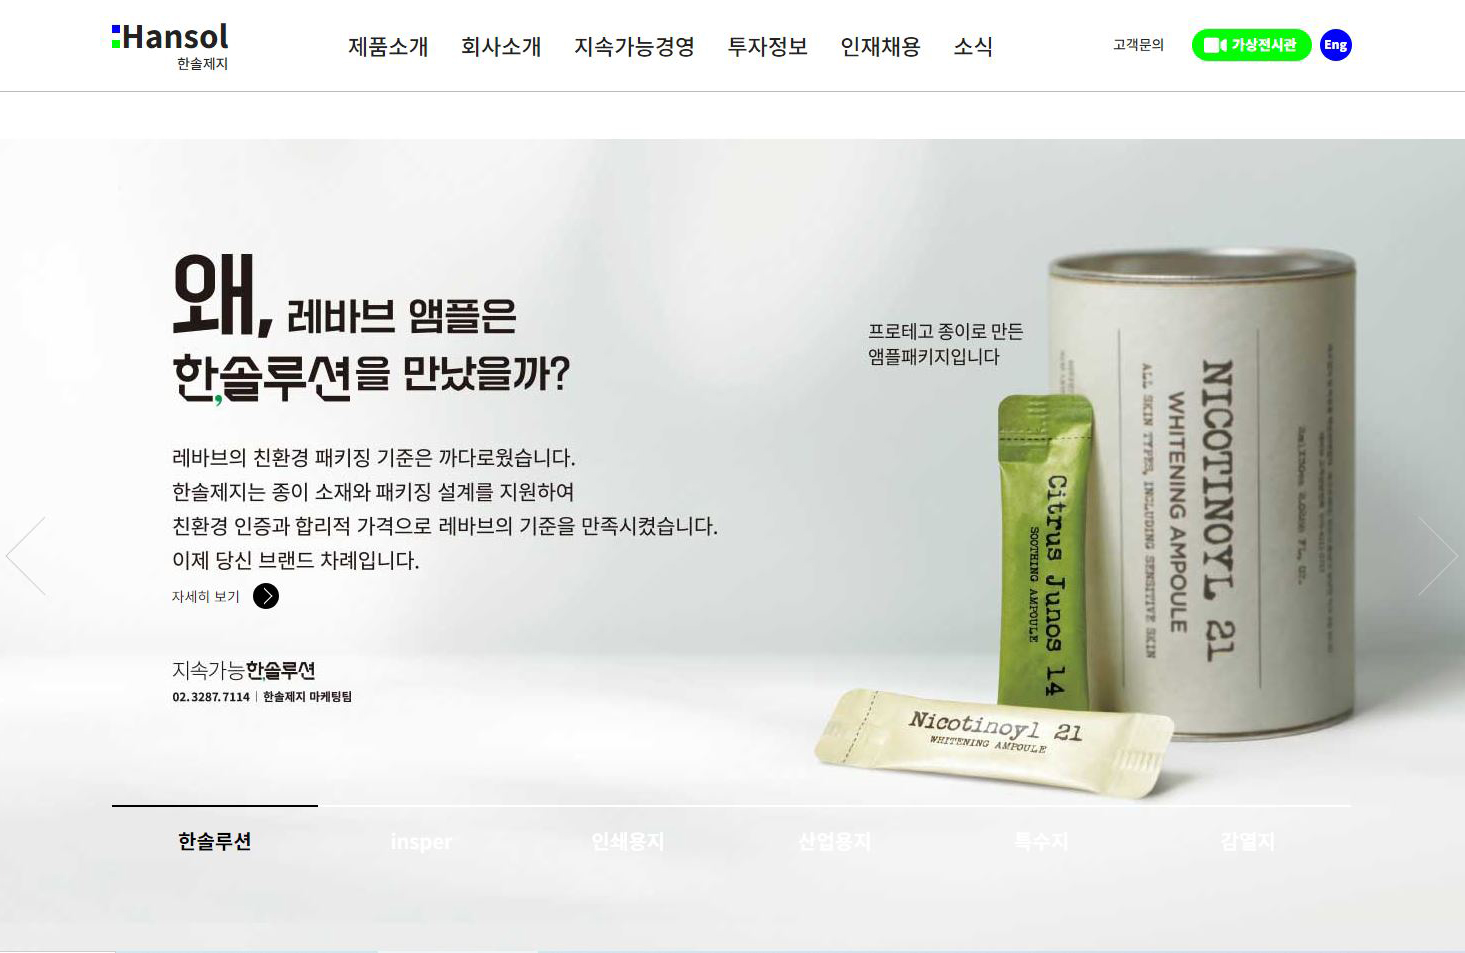 Hansol
한솔제지
제품소개 회사소개 지속가능경영 투자정보 인재채용 소식
고객문의 가상전시관 Eng
왜, 레바브 앰플은
한솔루션을 만났을까?
레바브의 친환경 패키징 기준은 까다로웠습니다.
한솔제지는 종이 소재와 패키징 설계를 지원하여
친환경 인증과 합리적 가격으로 레바브의 기준을 만족시켰습니다.
이제 당신 브랜드 차례입니다.
자세히 보기
지속가능한솔루션
02.3287.7114 | 한솔제지 마케팅팀
프로테고 종이로 만든
앰플패키지입니다
NICOTINOYL 21
WHITENING AMPOULE
ALL SKIN TYPES, INCLUDING SENSITIVE SKIN
Citrus Junos 14
SOOTHING AMPOULE
Nicotinoyl 21
WHITENING AMPOULE
한솔루션 insper 인쇄용지 산업용지 특수지 감열지